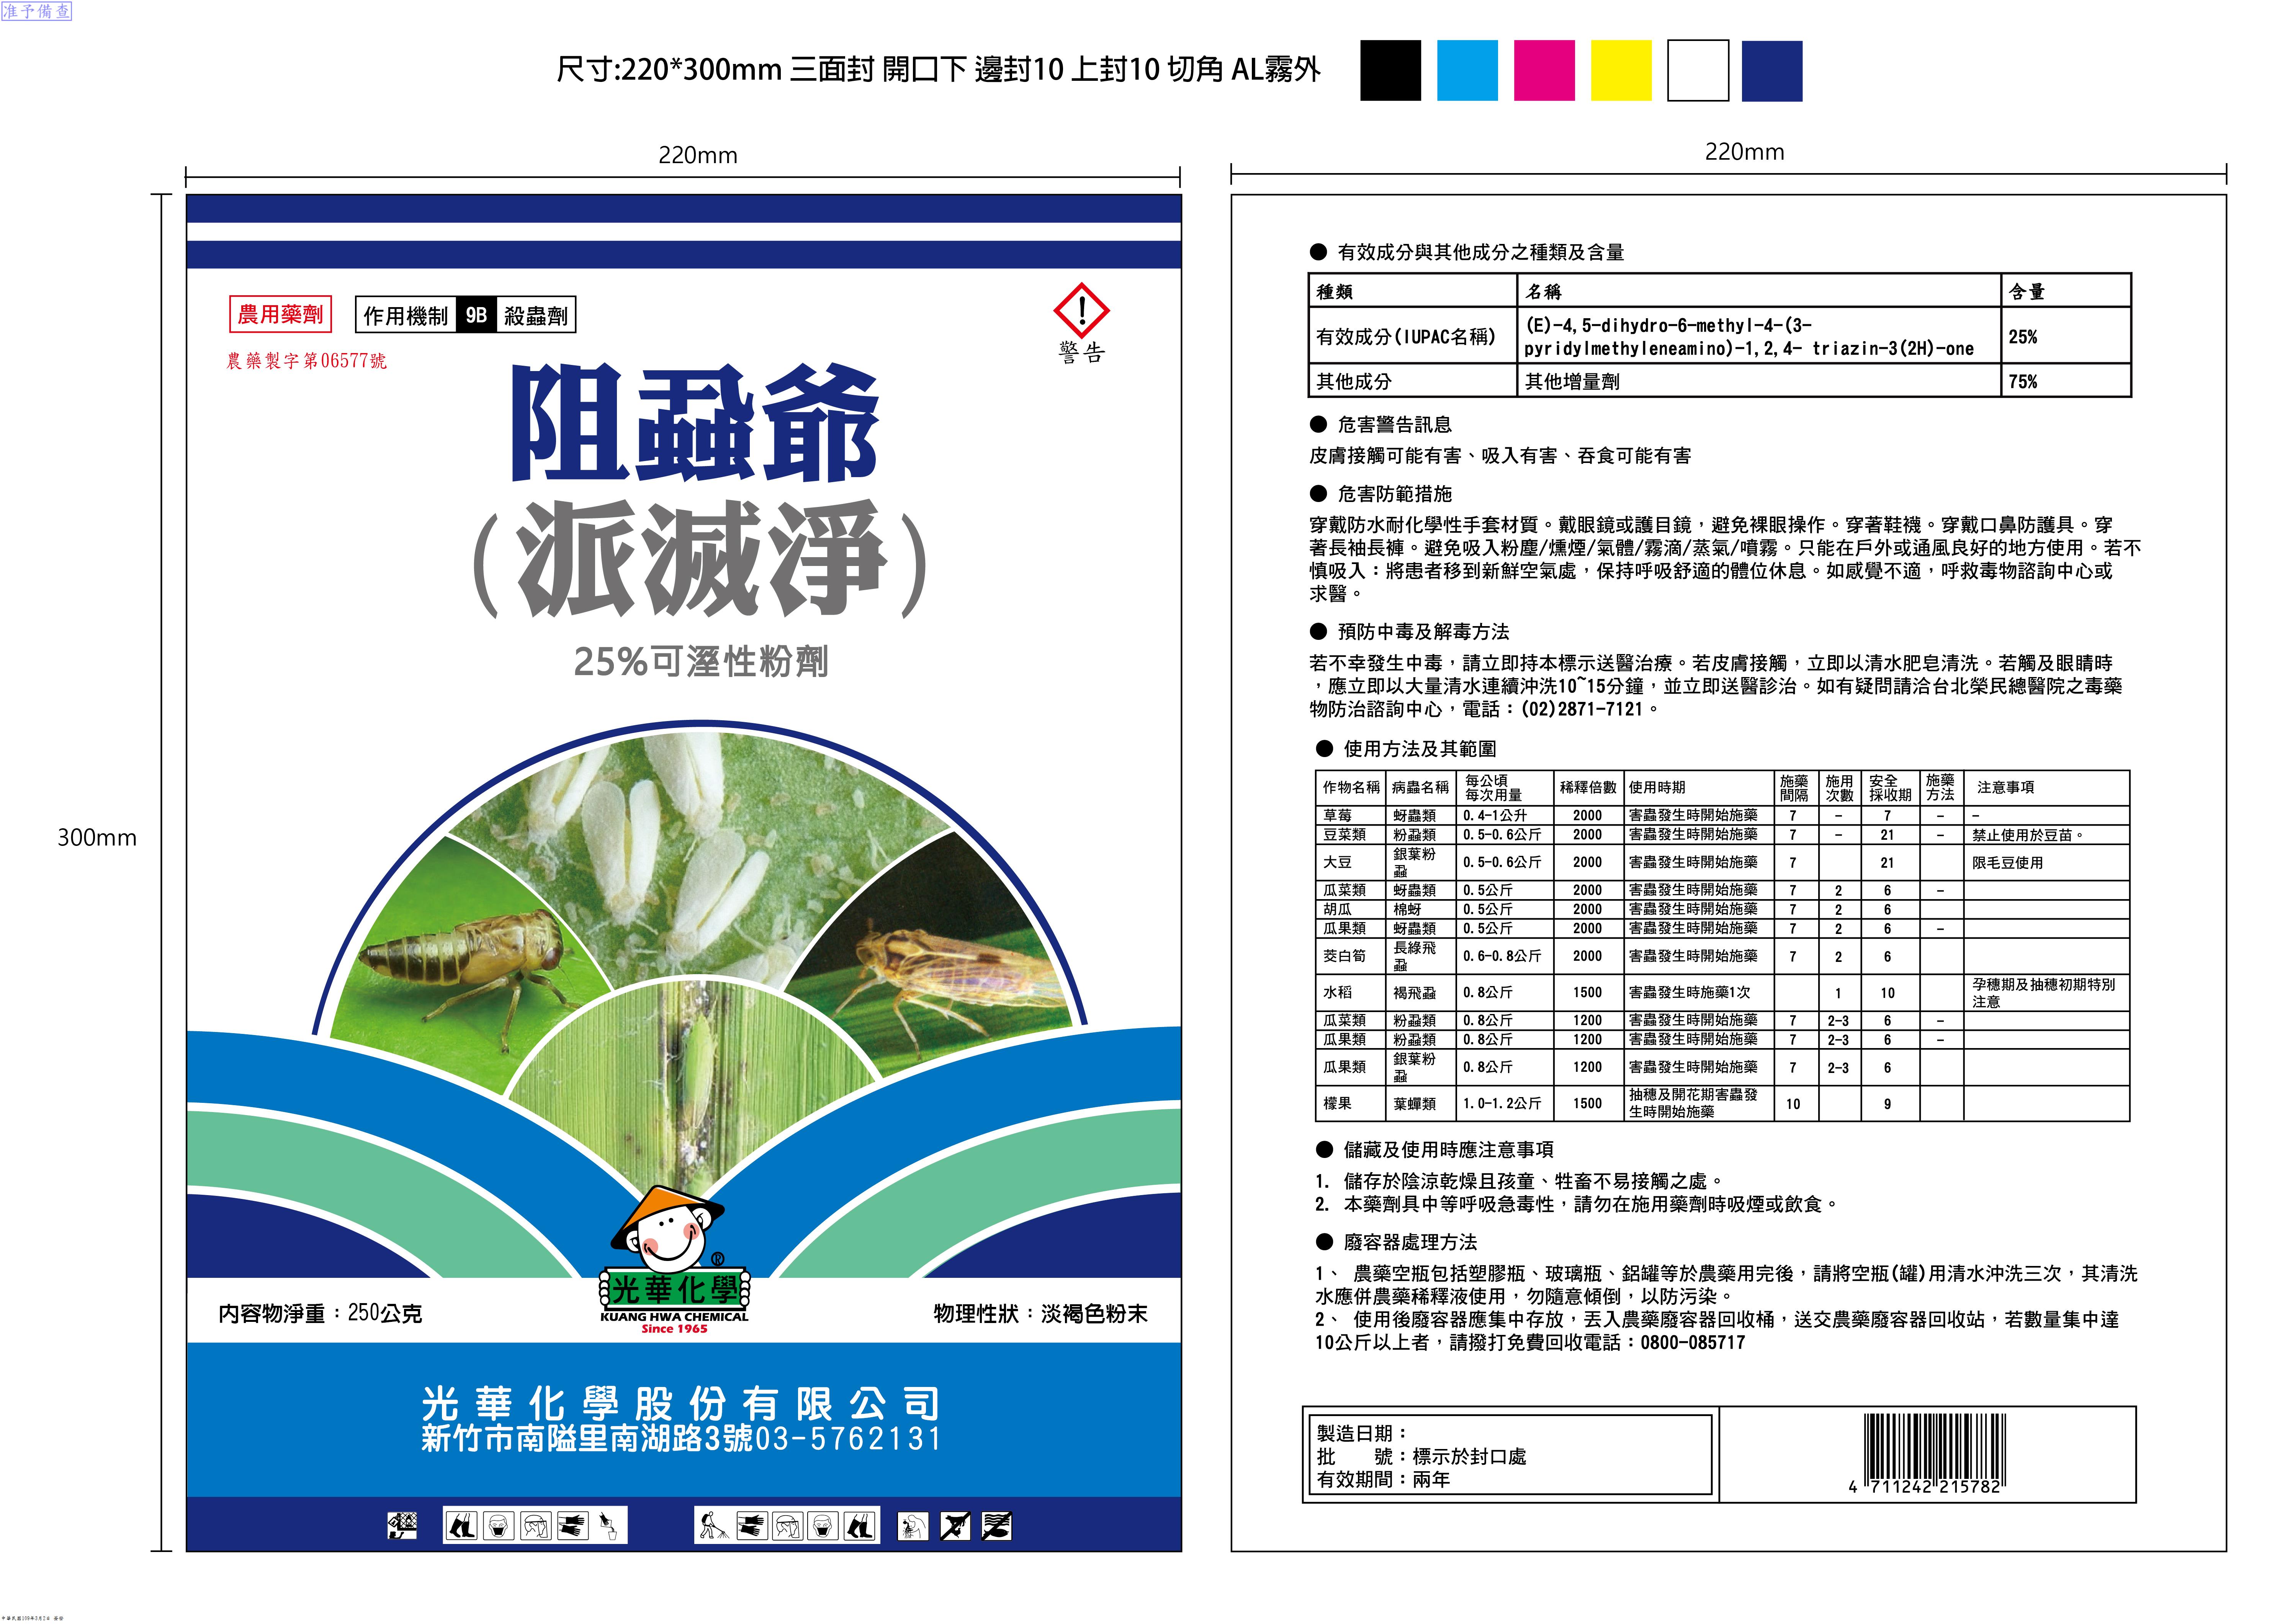 准予備查
尺寸:220*300mm 三面封 開口下 邊封10 上封10 切角 AL霧外
220mm
220mm
300mm
農用藥劑
作用機制 9B 殺蟲劑
農藥製字第06577號
警告
阻蝨爺
(派滅淨)
25%可溼性粉劑
光華化學
®
KUANG HWA CHEMICAL
Since 1965
內容物淨重：250公克
物理性狀：淡褐色粉末
光華化學股份有限公司
新竹市南隘里南湖路3號03-5762131
● 有效成分與其他成分之種類及含量
種類 名稱 含量
有效成分(IUPAC名稱) (E)-4,5-dihydro-6-methyl-4-(3-
pyridylmethyleneamino)-1,2,4- triazin-3(2H)-one 25%
其他成分 其他增量劑 75%
● 危害警告訊息
皮膚接觸可能有害、吸入有害、吞食可能有害
● 危害防範措施
穿戴防水耐化學性手套材質。戴眼鏡或護目鏡，避免裸眼操作。穿著鞋襪。穿戴口鼻防護具。穿
著長袖長褲。避免吸入粉塵/燻煙/氣體/霧滴/蒸氣/噴霧。只能在戶外或通風良好的地方使用。若不
慎吸入：將患者移到新鮮空氣處，保持呼吸舒適的體位休息。如感覺不適，呼救毒物諮詢中心或
求醫。
● 預防中毒及解毒方法
若不幸發生中毒，請立即持本標示送醫治療。若皮膚接觸，立即以清水肥皂清洗。若觸及眼睛時
，應立即以大量清水連續沖洗10~15分鐘，並立即送醫診治。如有疑問請洽台北榮民總醫院之毒藥
物防治諮詢中心，電話：(02)2871-7121。
● 使用方法及其範圍
作物名稱 病蟲名稱 每公頃每次用量 稀釋倍數 使用時期 施藥間隔 施用次數 安全採收期 施藥方法 注意事項
草莓 蚜蟲類 0.4-1公升 2000 害蟲發生時開始施藥 7 - 7 - -
豆菜類 粉蝨類 0.5-0.6公斤 2000 害蟲發生時開始施藥 7 - 21 - 禁止使用於豆苗。
大豆 銀葉粉蝨 0.5-0.6公斤 2000 害蟲發生時開始施藥 7 21 限毛豆使用
瓜菜類 蚜蟲類 0.5公斤 2000 害蟲發生時開始施藥 7 2 6 -
胡瓜 棉蚜 0.5公斤 2000 害蟲發生時開始施藥 7 2 6
瓜果類 蚜蟲類 0.5公斤 2000 害蟲發生時開始施藥 7 2 6 -
茭白筍 長綠飛蝨 0.6-0.8公斤 2000 害蟲發生時開始施藥 7 2 6
水稻 褐飛蝨 0.8公斤 1500 害蟲發生時施藥1次 1 10 孕穗期及抽穗初期特別注意
瓜菜類 粉蝨類 0.8公斤 1200 害蟲發生時開始施藥 7 2-3 6 -
瓜果類 粉蝨類 0.8公斤 1200 害蟲發生時開始施藥 7 2-3 6 -
瓜果類 銀葉粉蝨 0.8公斤 1200 害蟲發生時開始施藥 7 2-3 6
檬果 葉蟬類 1.0-1.2公斤 1500 抽穗及開花期害蟲發生時開始施藥 10 9
● 儲藏及使用時應注意事項
1. 儲存於陰涼乾燥且孩童、牲畜不易接觸之處。
2. 本藥劑具中等呼吸急毒性，請勿在施用藥劑時吸煙或飲食。
● 廢容器處理方法
1、 農藥空瓶包括塑膠瓶、玻璃瓶、鋁罐等於農藥用完後，請將空瓶(罐)用清水沖洗三次，其清洗
水應併農藥稀釋液使用，勿隨意傾倒，以防污染。
2、 使用後廢容器應集中存放，丟入農藥廢容器回收桶，送交農藥廢容器回收站，若數量集中達
10公斤以上者，請撥打免費回收電話：0800-085717
製造日期：
批　　號：標示於封口處
有效期間：兩年
4 711242 215782